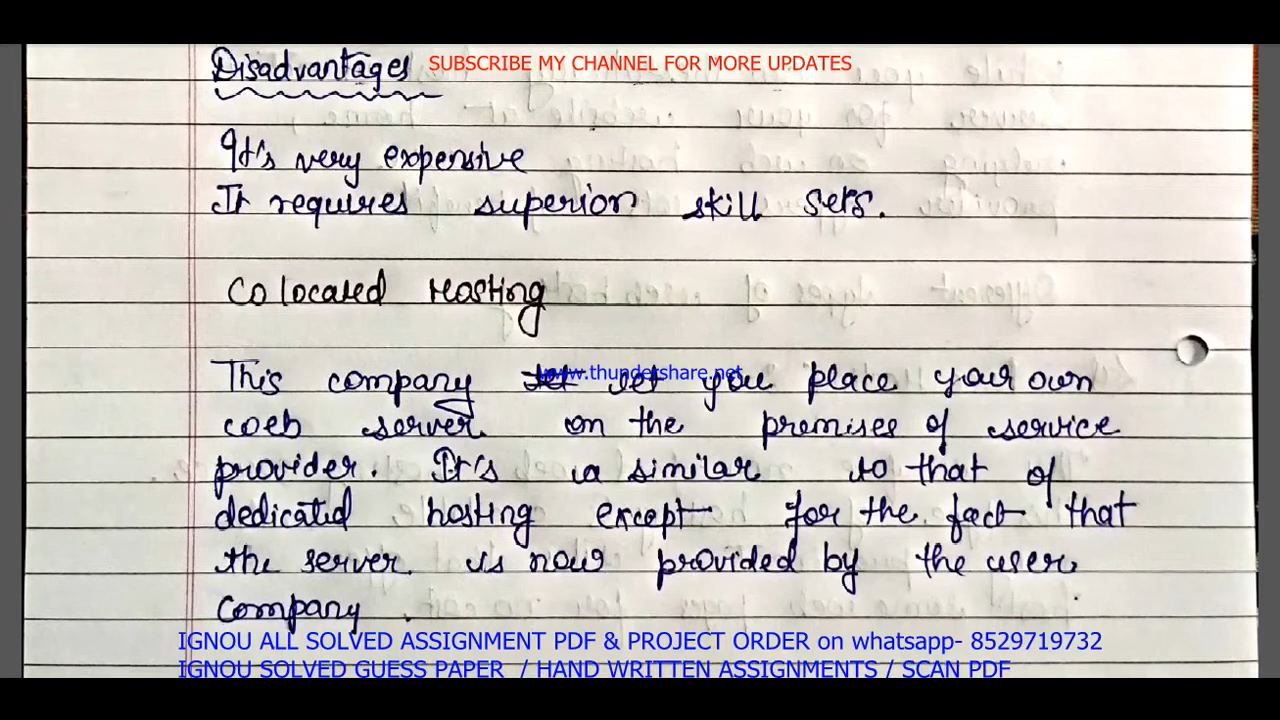 Disadvantages SUBSCRIBE MY CHANNEL FOR MORE UPDATES
It's very expensive
It requires superior skill sets.
Colocated Hosting
This company let you place your own
www.thundershare.net
web server on the premises of service
provider. It's a similar to that of
dedicated hosting except for the fact that
the server is now provided by the user
company.
IGNOU ALL SOLVED ASSIGNMENT PDF & PROJECT ORDER on whatsapp- 8529719732
IGNOU SOLVED GUESS PAPER / HAND WRITTEN ASSIGNMENTS / SCAN PDF